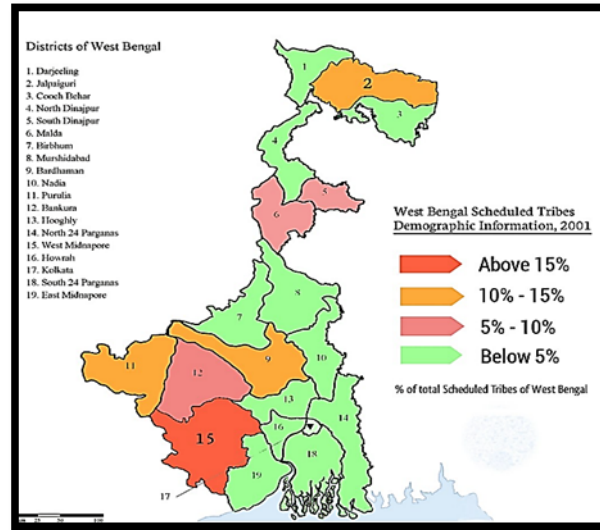 Districts of West Bengal
1. Darjeeling
2. Jalpaiguri
3. Cooch Behar
4. North Dinajpur
5. South Dinajpur
6. Malda
7. Birbhum
8. Murshidabad
9. Bardhaman
10. Nadia
11. Purulia
12. Bankura
13. Hooghly
14. North 24 Parganas
15. West Midnapore
16. Howrah
17. Kolkata
18. South 24 Parganas
19. East Midnapore
West Bengal Scheduled Tribes
Demographic Information, 2001
Above 15%
10% - 15%
5% - 10%
Below 5%
% of total Scheduled Tribes of West Bengal
1
2
3
4
5
6
7
8
9
10
11
12
13
14
15
16
18
19
17